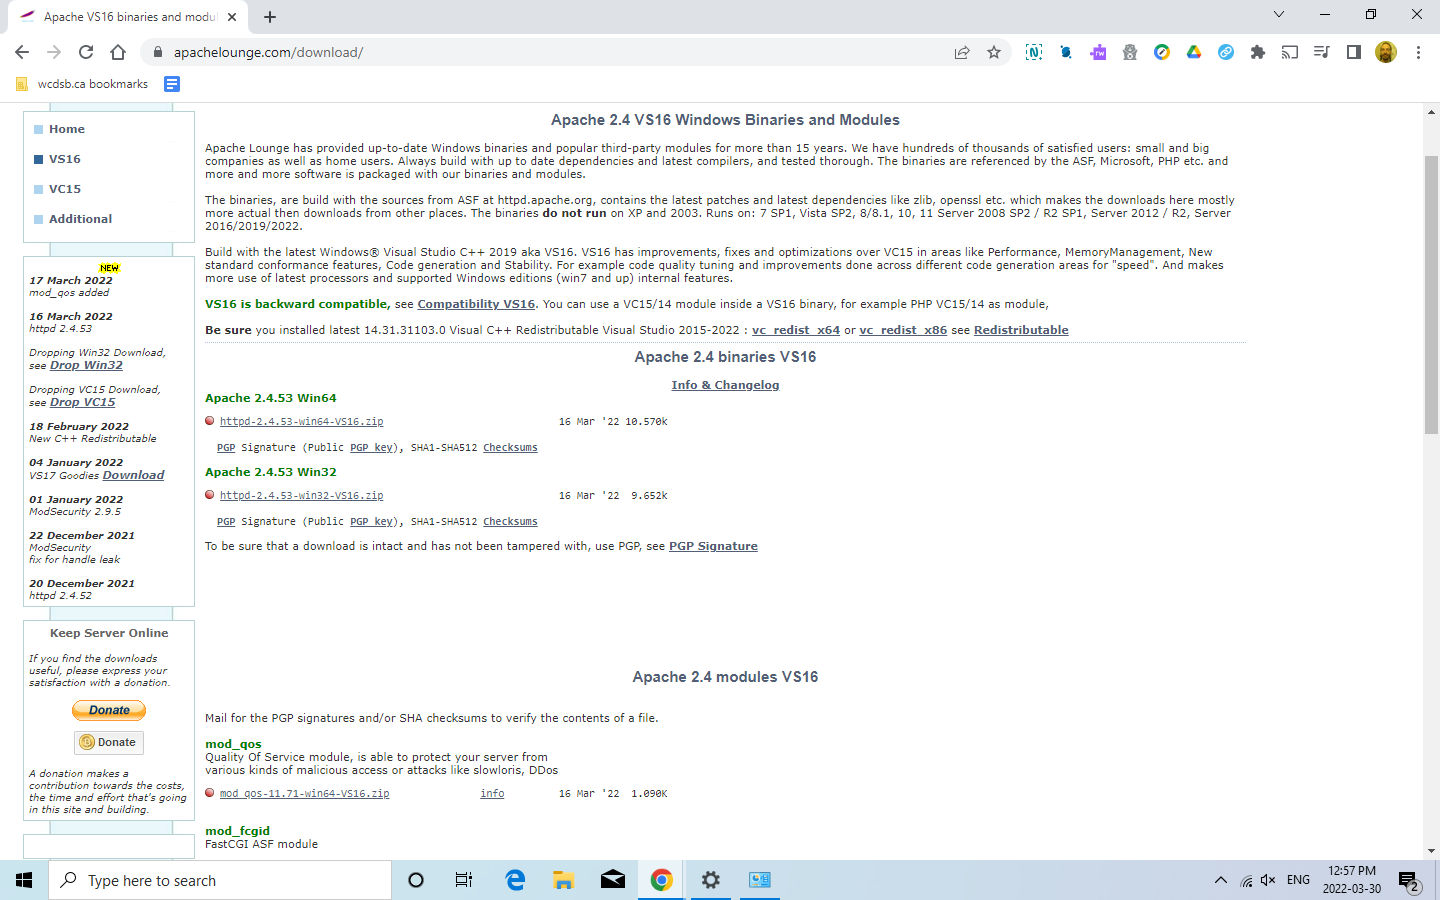 Apache VS16 binaries and modu
apachelounge.com/download/
wcdsb.ca bookmarks
Home
VS16
VC15
Additional
NEW
17 March 2022
mod_qos added
16 March 2022
httpd 2.4.53
Dropping Win32 Download,
see Drop Win32
Dropping VC15 Download,
see Drop VC15
18 February 2022
New C++ Redistributable
04 January 2022
VS17 Goodies Download
01 January 2022
ModSecurity 2.9.5
22 December 2021
ModSecurity
fix for handle leak
20 December 2021
httpd 2.4.52
Keep Server Online
If you find the downloads
useful, please express your
satisfaction with a donation.
Donate
Donate
A donation makes a
contribution towards the costs,
the time and effort that's going
in this site and building.
Apache 2.4 VS16 Windows Binaries and Modules
Apache Lounge has provided up-to-date Windows binaries and popular third-party modules for more than 15 years. We have hundreds of thousands of satisfied users: small and big
companies as well as home users. Always build with up to date dependencies and latest compilers, and tested thorough. The binaries are referenced by the ASF, Microsoft, PHP etc. and
more and more software is packaged with our binaries and modules.
The binaries, are build with the sources from ASF at httpd.apache.org, contains the latest patches and latest dependencies like zlib, openssl etc. which makes the downloads here mostly
more actual then downloads from other places. The binaries do not run on XP and 2003. Runs on: 7 SP1, Vista SP2, 8/8.1, 10, 11 Server 2008 SP2 / R2 SP1, Server 2012 / R2, Server
2016/2019/2022.
Build with the latest Windows® Visual Studio C++ 2019 aka VS16. VS16 has improvements, fixes and optimizations over VC15 in areas like Performance, MemoryManagement, New
standard conformance features, Code generation and Stability. For example code quality tuning and improvements done across different code generation areas for "speed". And makes
more use of latest processors and supported Windows editions (win7 and up) internal features.
VS16 is backward compatible, see Compatibility VS16. You can use a VC15/14 module inside a VS16 binary, for example PHP VC15/14 as module,
Be sure you installed latest 14.31.31103.0 Visual C++ Redistributable Visual Studio 2015-2022 : vc_redist_x64 or vc_redist_x86 see Redistributable
Apache 2.4 binaries VS16
Info & Changelog
Apache 2.4.53 Win64
httpd-2.4.53-win64-VS16.zip 16 Mar '22 10.570k
PGP Signature (Public PGP key), SHA1-SHA512 Checksums
Apache 2.4.53 Win32
httpd-2.4.53-win32-VS16.zip 16 Mar '22 9.652k
PGP Signature (Public PGP key), SHA1-SHA512 Checksums
To be sure that a download is intact and has not been tampered with, use PGP, see PGP Signature
Apache 2.4 modules VS16
Mail for the PGP signatures and/or SHA checksums to verify the contents of a file.
mod_qos
Quality Of Service module, is able to protect your server from
various kinds of malicious access or attacks like slowloris, DDos
mod_qos-11.71-win64-VS16.zip info 16 Mar '22 1.090K
mod_fcgid
FastCGI ASF module
Type here to search
ENG
12:57 PM
2022-03-30
2